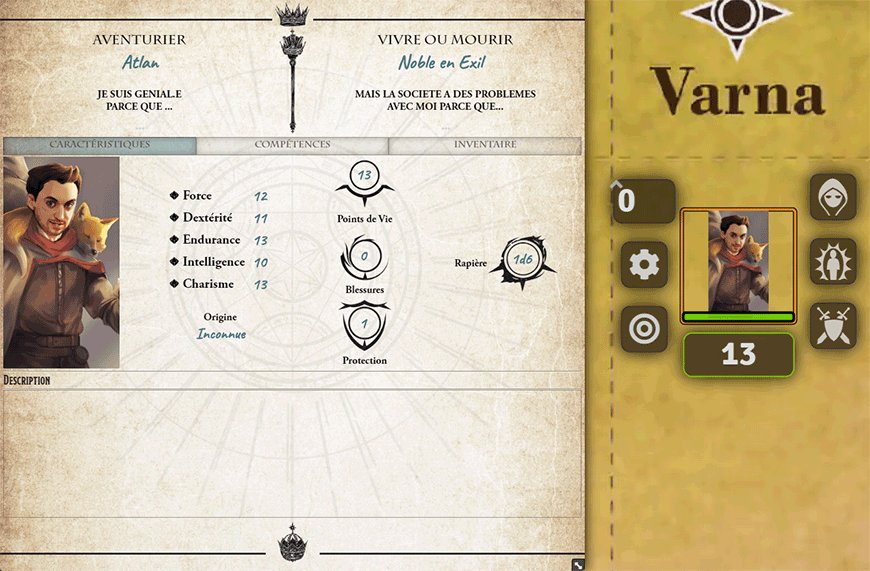 AVENTURIER
Atlan
JE SUIS GENIAL.E
PARCE QUE ...
...
VIVRE OU MOURIR
Noble en Exil
MAIS LA SOCIETE A DES PROBLEMES
AVEC MOI PARCE QUE...
...
CARACTÉRISTIQUES
COMPÉTENCES
INVENTAIRE
Force 12
Dextérité 11
Endurance 13
Intelligence 10
Charisme 13
Origine
Inconnue
13
Points de Vie
0
Blessures
1
Protection
Rapière 1d6
DESCRIPTION
Varna
0
13